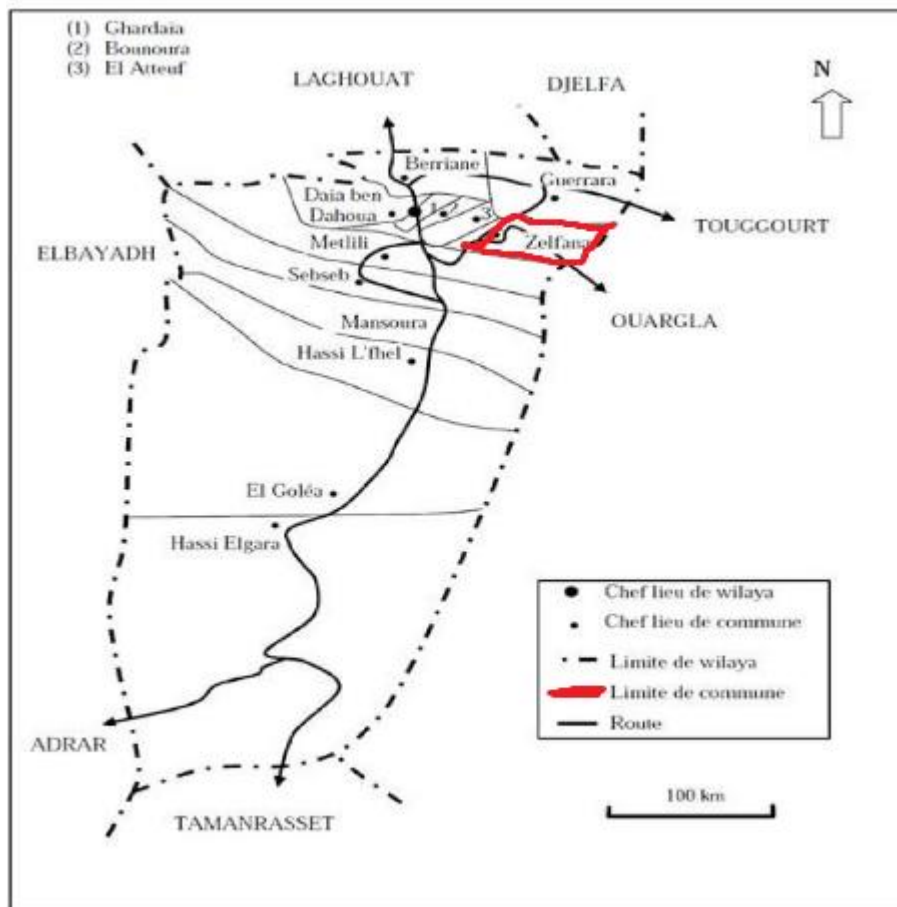 (1) Ghardaïa
(2) Bounoura
(3) El Atteuf
LAGHOUAT
DJELFA
N
Berriane
Guerrara
Daia ben
Dahoua
1
2
3
TOUGGOURT
Metlili
Zelfana
ELBAYADH
Sebseb
OUARGLA
Mansoura
Hassi L'fhel
El Goléa
Hassi Elgara
Chef lieu de wilaya
Chef lieu de commune
Limite de wilaya
Limite de commune
Route
ADRAR
100 km
TAMANRASSET